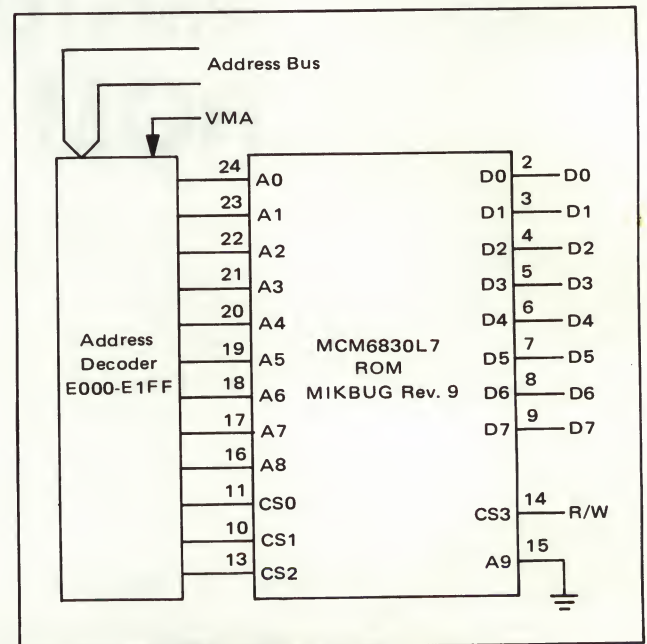 Address Bus
VMA
24 A0
23 A1
22 A2
21 A3
20 A4
19 A5
18 A6
17 A7
16 A8
11 CS0
10 CS1
13 CS2
Address
Decoder
E000-E1FF
MCM6830L7
ROM
MIKBUG Rev. 9
D0 2 D0
D1 3 D1
D2 4 D2
D3 5 D3
D4 6 D4
D5 7 D5
D6 8 D6
D7 9 D7
CS3 14 R/W
A9 15